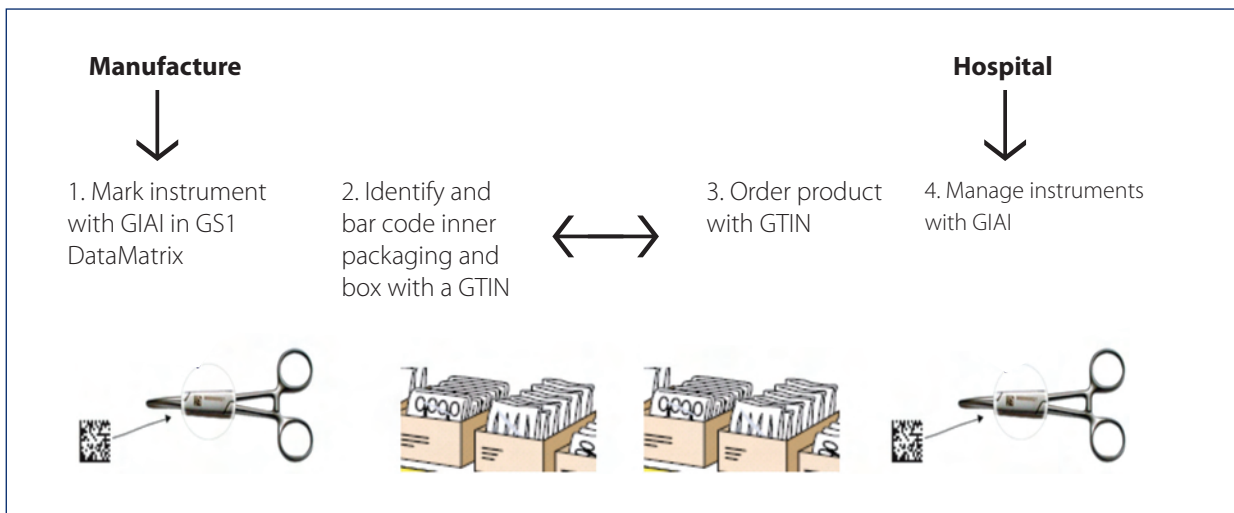 Manufacture
Hospital
1. Mark instrument
with GIAI in GS1
DataMatrix
2. Identify and
bar code inner
packaging and
box with a GTIN
3. Order product
with GTIN
4. Manage instruments
with GIAI